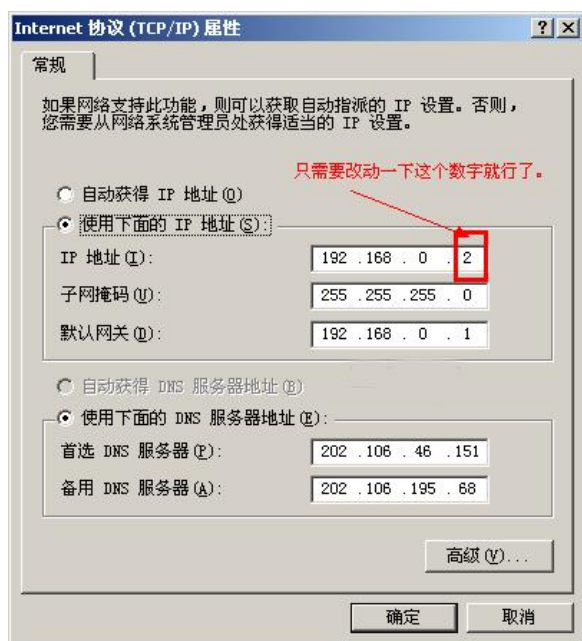 Internet 协议 (TCP/IP) 属性
常规
如果网络支持此功能，则可以获取自动指派的 IP 设置。否则，
您需要从网络系统管理员处获得适当的 IP 设置。
只需要改动一下这个数字就行了。
自动获得 IP 地址(O)
使用下面的 IP 地址(S):
IP 地址(I): 192 .168 . 0 . 2
子网掩码(U): 255 .255 .255 . 0
默认网关(D): 192 .168 . 0 . 1
自动获得 DNS 服务器地址(B)
使用下面的 DNS 服务器地址(E):
首选 DNS 服务器(P): 202 .106 . 46 .151
备用 DNS 服务器(A): 202 .106 .195 . 68
高级(V)...
确定 取消